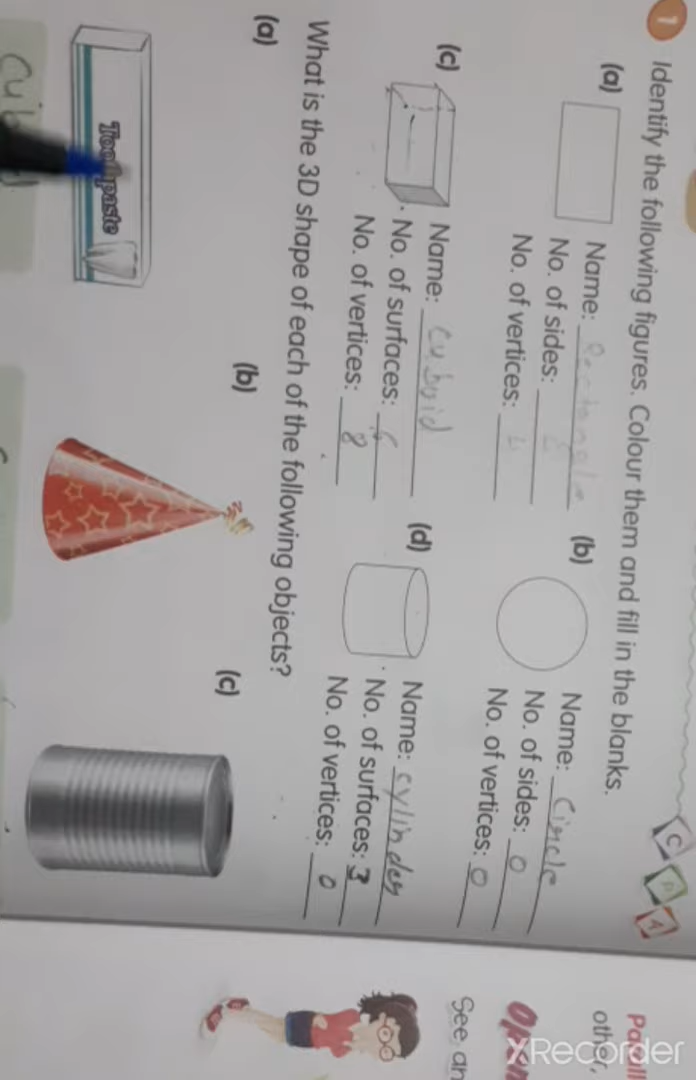 1 Identify the following figures. Colour them and fill in the blanks.
C A
(a) Name: Rectangle
No. of sides:
No. of vertices: 4
(b) Name: Circle
No. of sides: 0
No. of vertices: 0
(c) Name: cuboid
No. of surfaces: 6
No. of vertices: 8
(d) Name: cylinder
No. of surfaces: 3
No. of vertices: 0
What is the 3D shape of each of the following objects?
(a) (b) (c)
Toothpaste
other,
See, an
XRecorder